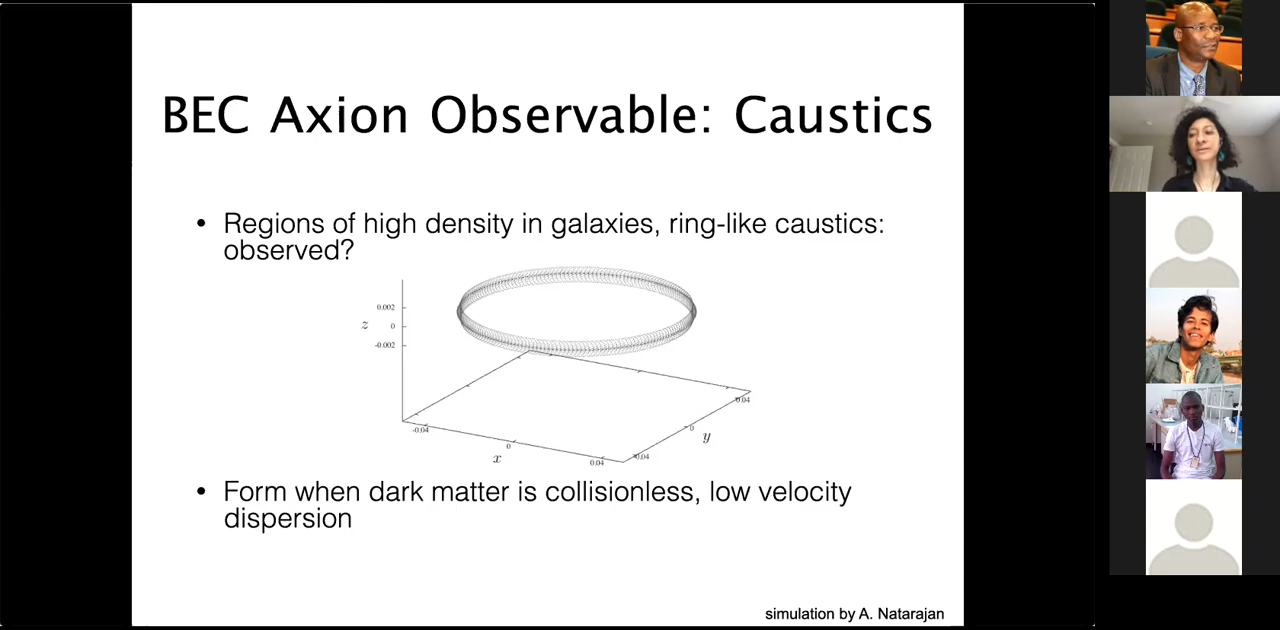 BEC Axion Observable: Caustics
• Regions of high density in galaxies, ring-like caustics:
observed?
0.002
z 0
-0.002
0.04
-0.04
0
y
0
x
0.04
-0.04
• Form when dark matter is collisionless, low velocity
dispersion
simulation by A. Natarajan